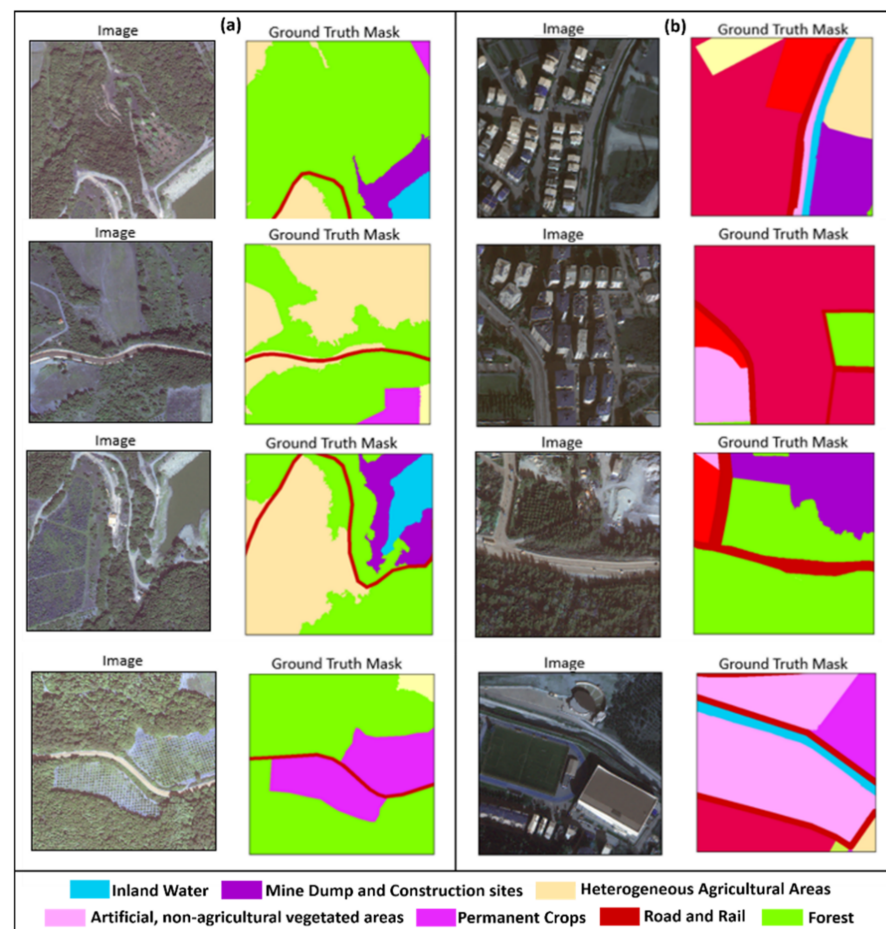 (a)
(b)
Image
Ground Truth Mask
Image
Ground Truth Mask
Image
Ground Truth Mask
Image
Ground Truth Mask
Image
Ground Truth Mask
Image
Ground Truth Mask
Image
Ground Truth Mask
Image
Ground Truth Mask
Inland Water
Mine Dump and Construction sites
Heterogeneous Agricultural Areas
Artificial, non-agricultural vegetated areas
Permanent Crops
Road and Rail
Forest